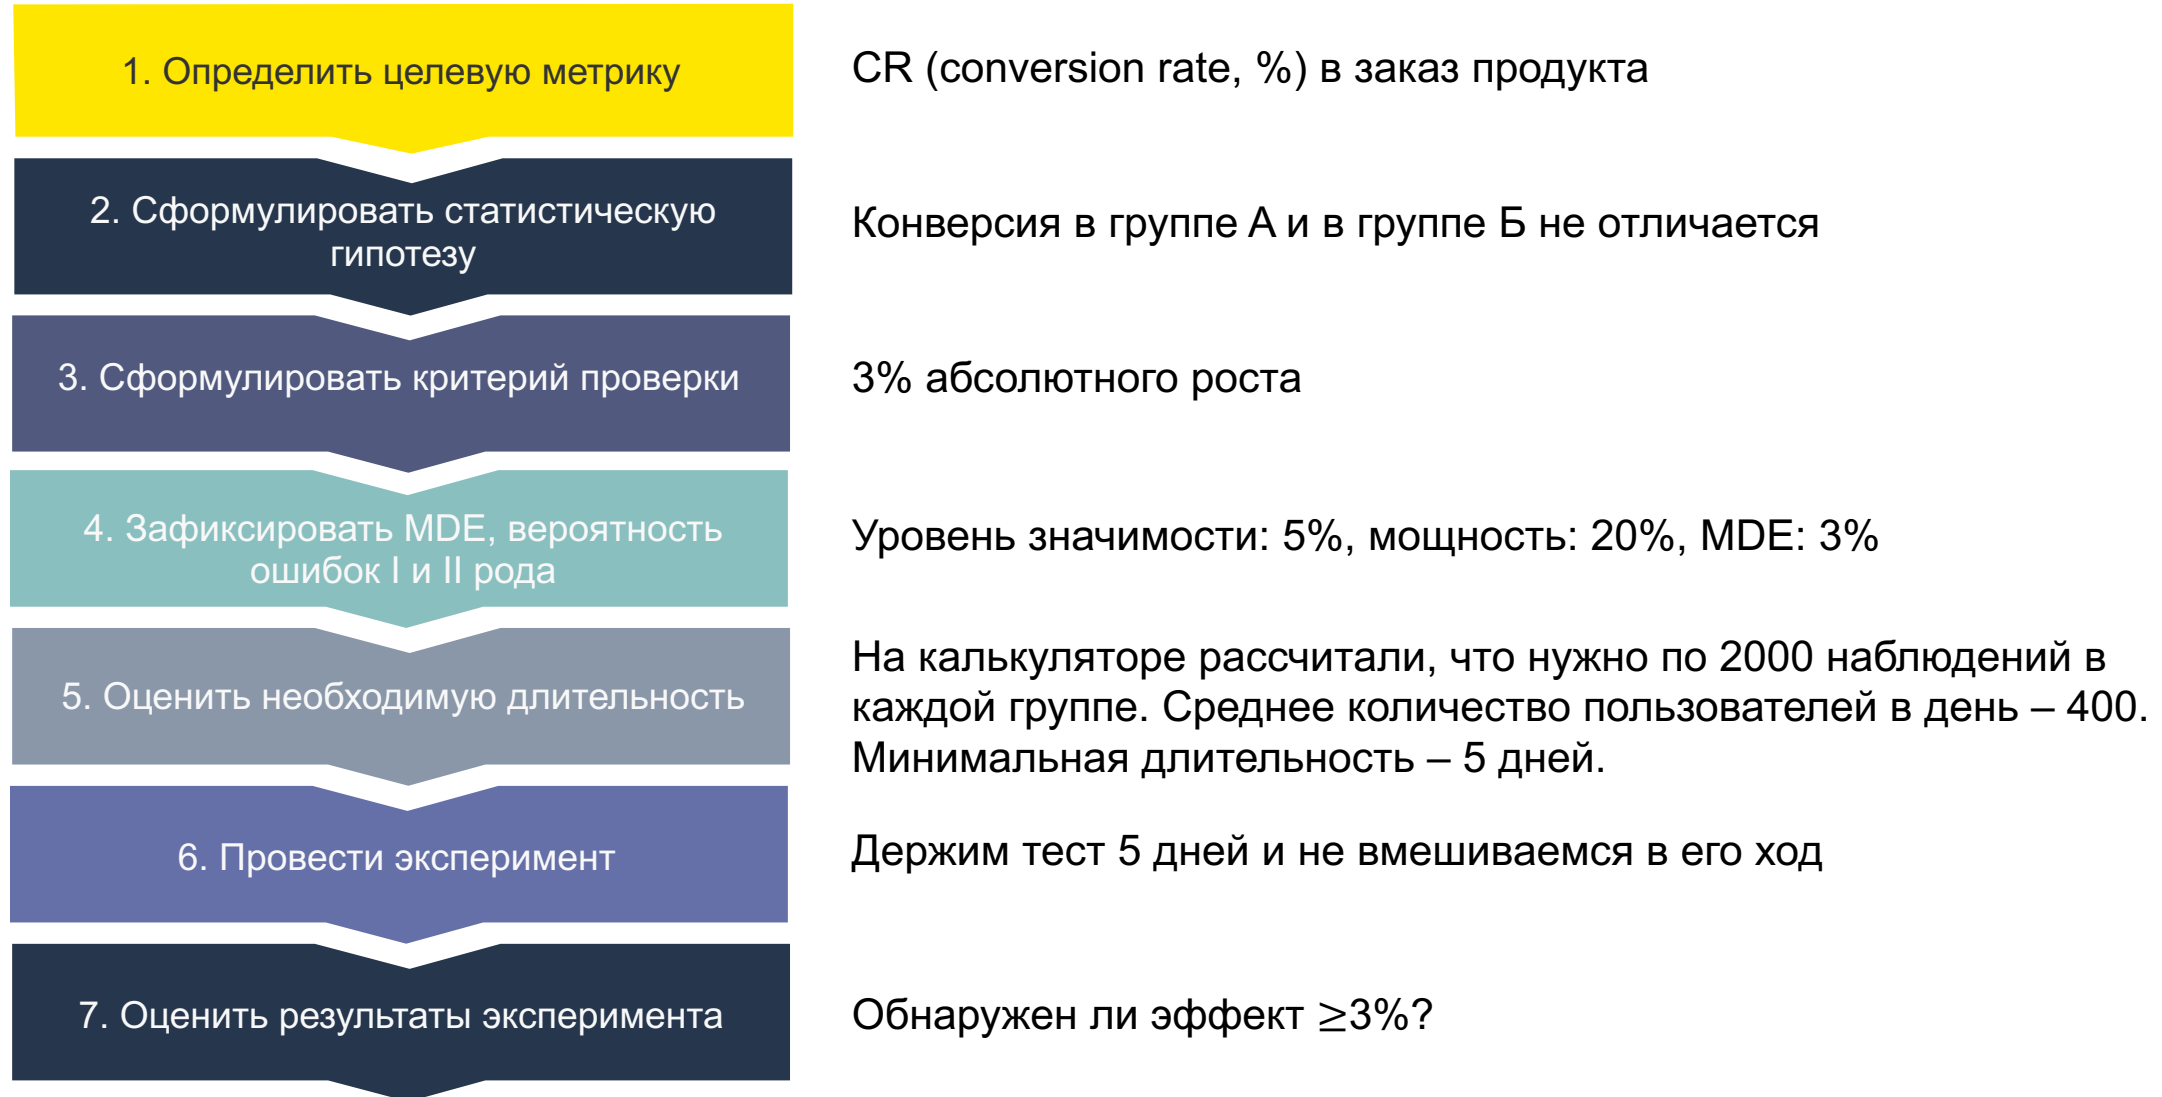 1. Определить целевую метрику
CR (conversion rate, %) в заказ продукта
2. Сформулировать статистическую
гипотезу
Конверсия в группе А и в группе Б не отличается
3. Сформулировать критерий проверки
3% абсолютного роста
4. Зафиксировать MDE, вероятность
ошибок I и II рода
Уровень значимости: 5%, мощность: 20%, MDE: 3%
5. Оценить необходимую длительность
На калькуляторе рассчитали, что нужно по 2000 наблюдений в
каждой группе. Среднее количество пользователей в день – 400.
Минимальная длительность – 5 дней.
6. Провести эксперимент
Держим тест 5 дней и не вмешиваемся в его ход
7. Оценить результаты эксперимента
Обнаружен ли эффект ≥3%?